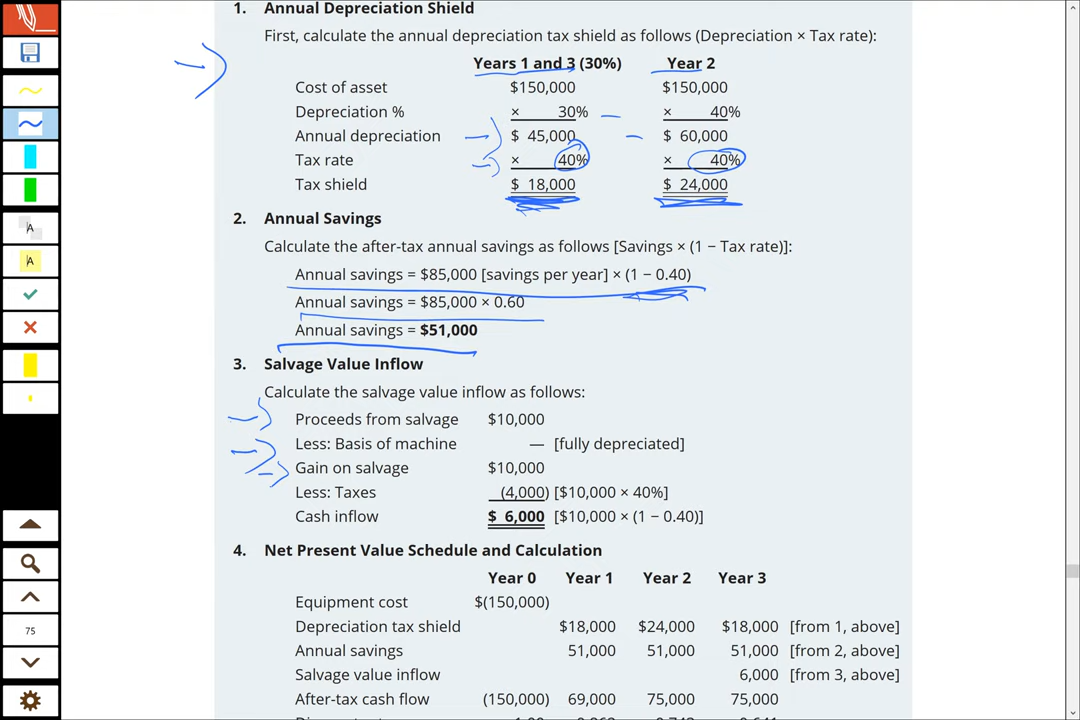 1. Annual Depreciation Shield
First, calculate the annual depreciation tax shield as follows (Depreciation × Tax rate):
Years 1 and 3 (30%) Year 2
Cost of asset $150,000 $150,000
Depreciation % × 30% × 40%
Annual depreciation $ 45,000 $ 60,000
Tax rate × 40% × 40%
Tax shield $ 18,000 $ 24,000
2. Annual Savings
Calculate the after-tax annual savings as follows [Savings × (1 − Tax rate)]:
Annual savings = $85,000 [savings per year] × (1 − 0.40)
Annual savings = $85,000 × 0.60
Annual savings = $51,000
3. Salvage Value Inflow
Calculate the salvage value inflow as follows:
Proceeds from salvage $10,000
Less: Basis of machine — [fully depreciated]
Gain on salvage $10,000
Less: Taxes (4,000) [$10,000 × 40%]
Cash inflow $ 6,000 [$10,000 × (1 − 0.40)]
4. Net Present Value Schedule and Calculation
Year 0 Year 1 Year 2 Year 3
Equipment cost $(150,000)
Depreciation tax shield $18,000 $24,000 $18,000 [from 1, above]
Annual savings 51,000 51,000 51,000 [from 2, above]
Salvage value inflow 6,000 [from 3, above]
After-tax cash flow (150,000) 69,000 75,000 75,000
A
A
75